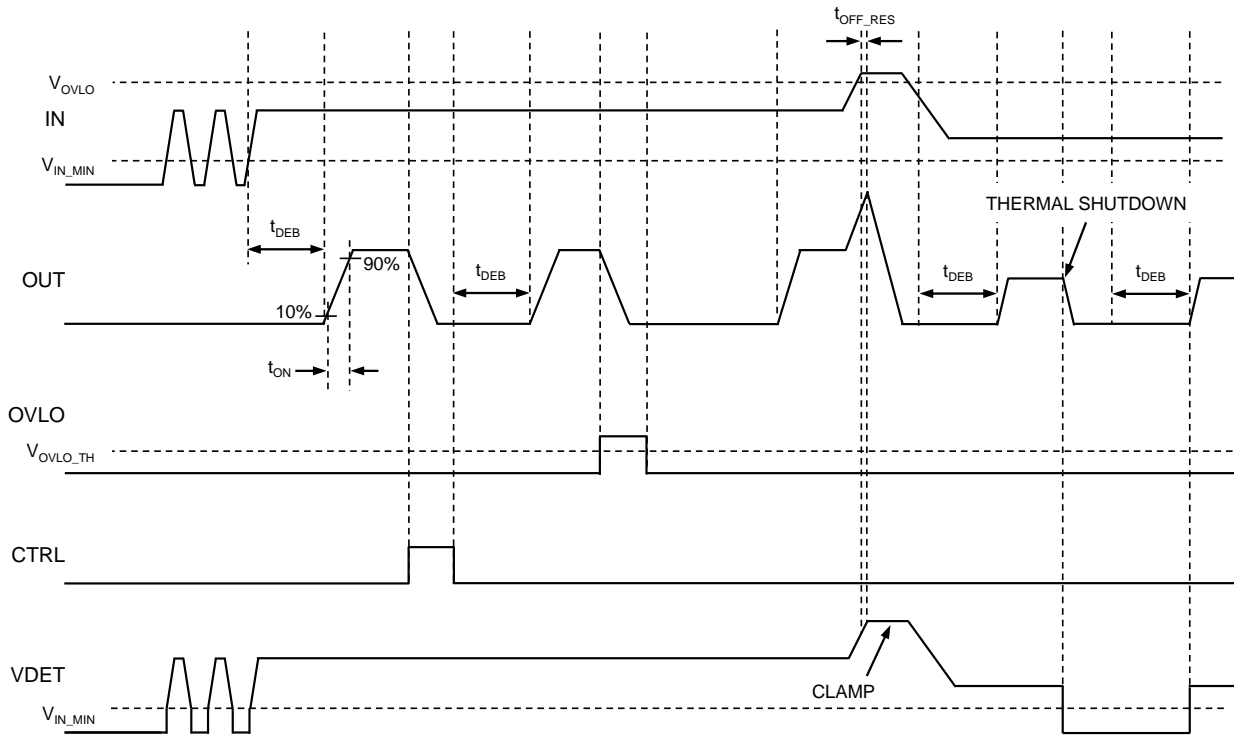 tOFF_RES
VOVLO
IN
VIN_MIN
THERMAL SHUTDOWN
tDEB
tDEB
tDEB
tDEB
OUT
90%
10%
tON
OVLO
VOVLO_TH
CTRL
VDET
CLAMP
VIN_MIN